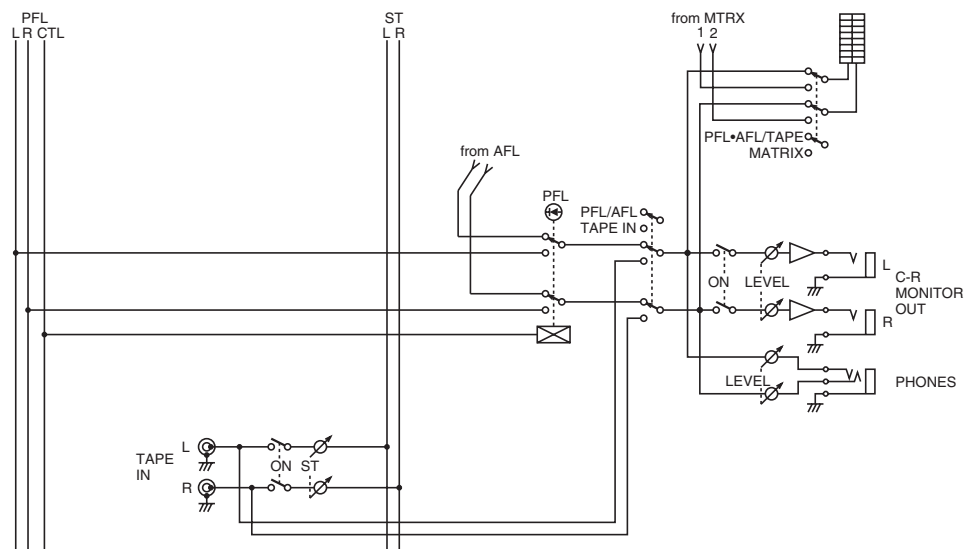 PFL
L R CTL
ST
L R
from MTRX
1 2
PFL•AFL/TAPE
MATRIX
from AFL
PFL
PFL/AFL
TAPE IN
ON
LEVEL
L
C-R
MONITOR
OUT
R
LEVEL
PHONES
TAPE
IN
L
ON
ST
R